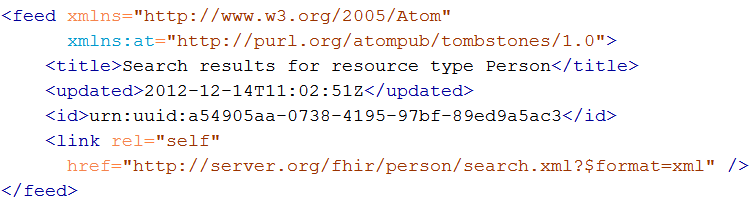 <feed xmlns="http://www.w3.org/2005/Atom"
xmlns:at="http://purl.org/atompub/tombstones/1.0">
<title>Search results for resource type Person</title>
<updated>2012-12-14T11:02:51Z</updated>
<id>urn:uuid:a54905aa-0738-4195-97bf-89ed9a5ac3</id>
<link rel="self"
href="http://server.org/fhir/person/search.xml?$format=xml" />
</feed>